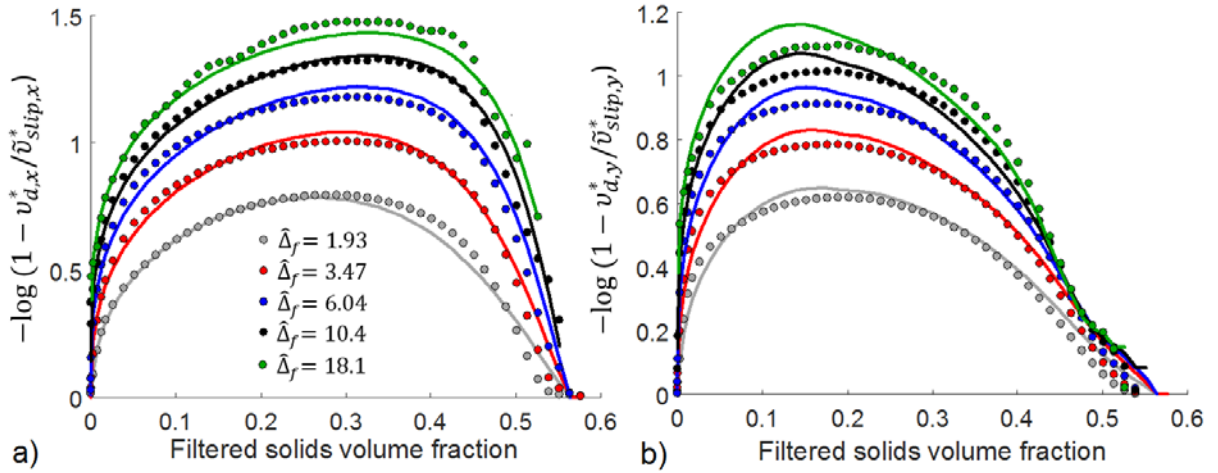 −log (1 − v*d,x/ṽ*slip,x)
1.5
1
0.5
0
Δ̂f = 1.93
Δ̂f = 3.47
Δ̂f = 6.04
Δ̂f = 10.4
Δ̂f = 18.1
0 0.1 0.2 0.3 0.4 0.5 0.6
Filtered solids volume fraction
a)
−log (1 − v*d,y/ṽ*slip,y)
1.2
1
0.8
0.6
0.4
0.2
0
0 0.1 0.2 0.3 0.4 0.5 0.6
Filtered solids volume fraction
b)